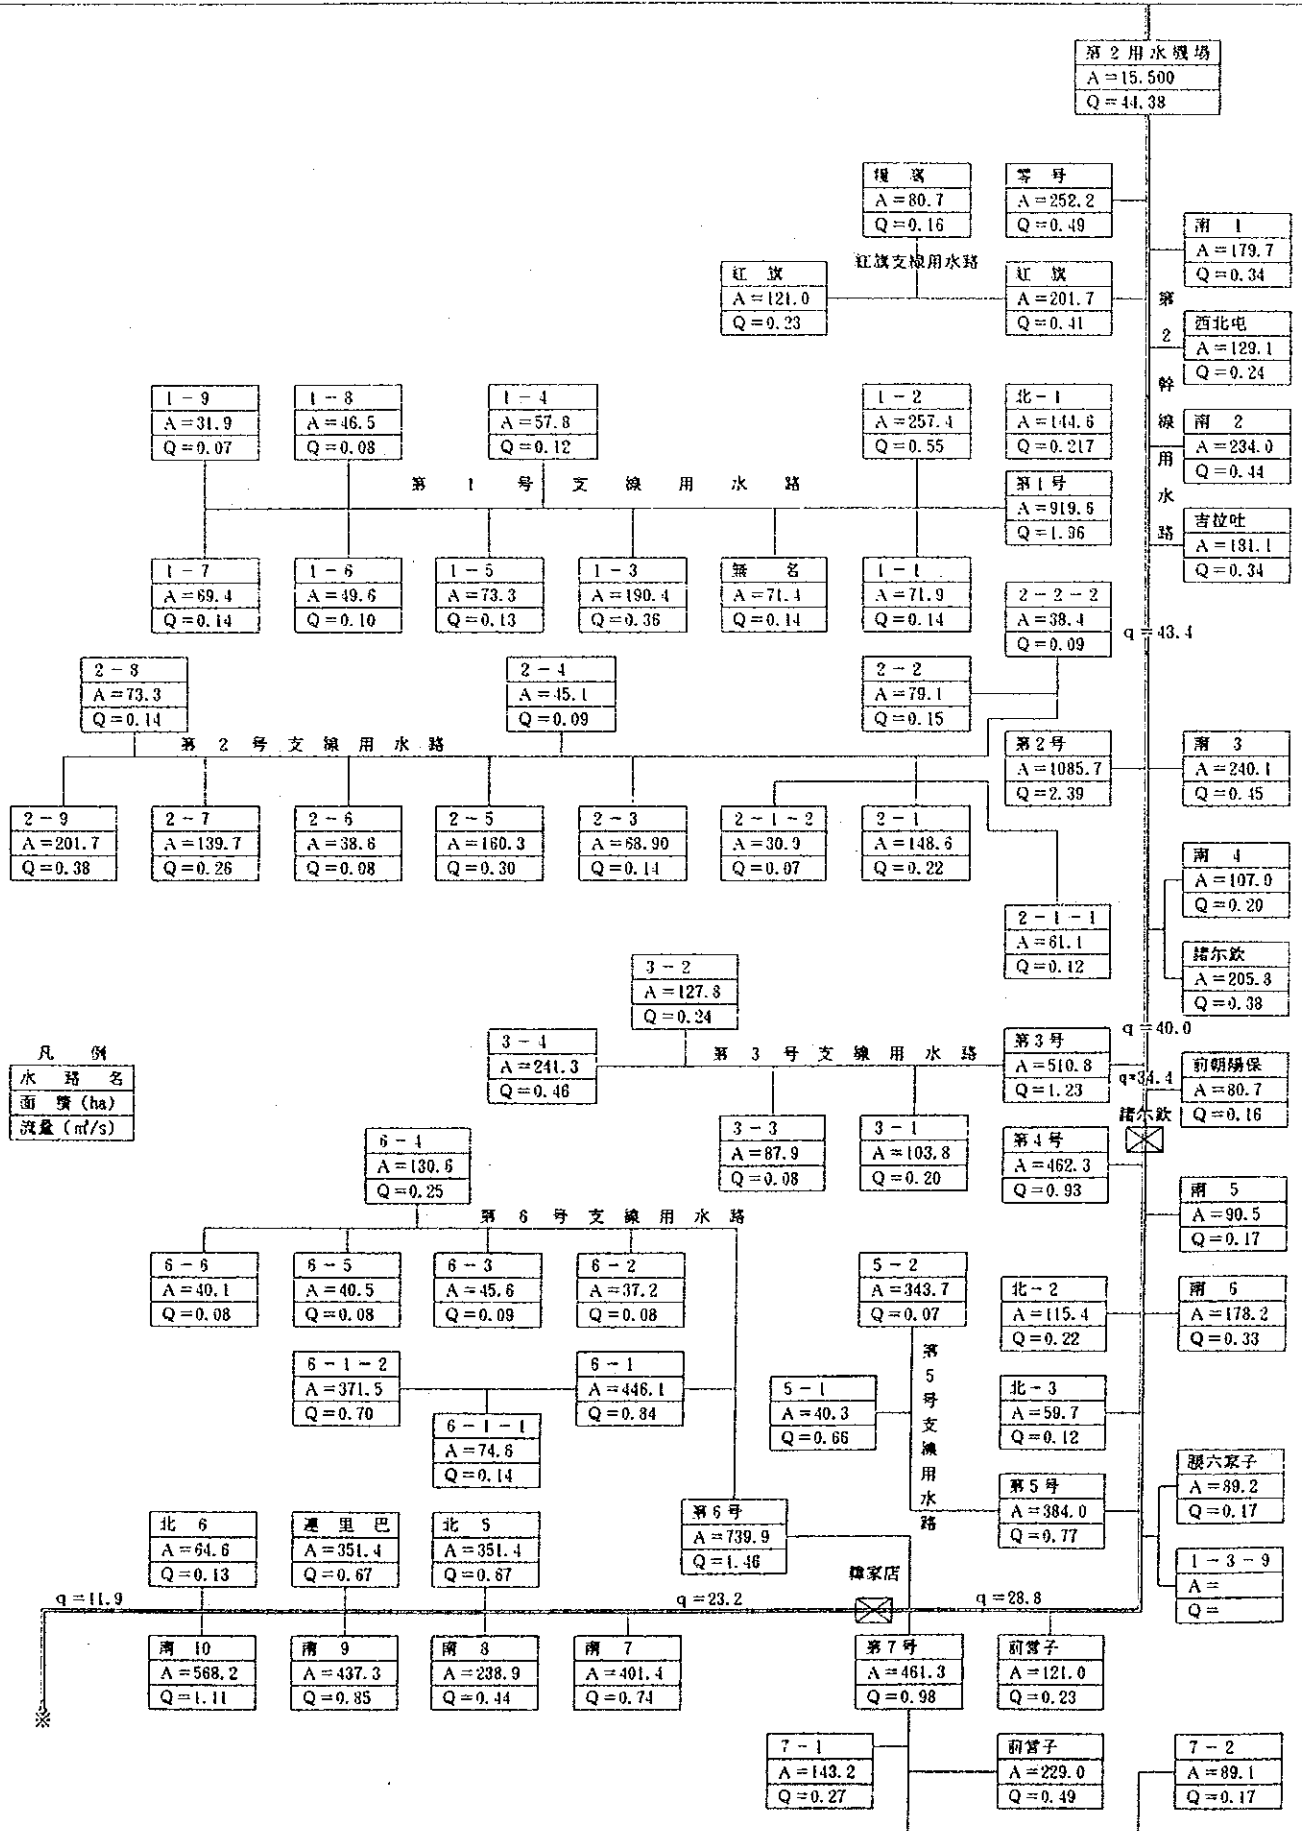 第2用水機場
A=15.500
Q=44.38
A=80.7
Q=0.16
零号
A=252.2
Q=0.49
南 1
A=179.7
Q=0.34
紅旗支線用水路
紅 旗
A=121.0
Q=0.23
紅 旗
A=201.7
Q=0.41
第2幹線用水路
西北屯
A=129.1
Q=0.24
1-9
A=31.9
Q=0.07
1-8
A=46.5
Q=0.08
1-4
A=57.8
Q=0.12
1-2
A=257.4
Q=0.55
北-1
A=144.6
Q=0.217
南 2
A=234.0
Q=0.44
第1号支線用水路
第1号
A=919.6
Q=1.96
吉拉吐
A=181.1
Q=0.34
1-7
A=69.4
Q=0.14
1-6
A=49.6
Q=0.10
1-5
A=73.3
Q=0.13
1-3
A=190.4
Q=0.36
無 名
A=71.4
Q=0.14
1-1
A=71.9
Q=0.14
2-2-2
A=38.4
Q=0.09
q=43.4
2-8
A=73.3
Q=0.14
2-4
A=45.1
Q=0.09
2-2
A=79.1
Q=0.15
第2号支線用水路
第2号
A=1085.7
Q=2.39
南 3
A=240.1
Q=0.45
2-9
A=201.7
Q=0.38
2-7
A=139.7
Q=0.26
2-6
A=38.6
Q=0.08
2-5
A=160.3
Q=0.30
2-3
A=68.90
Q=0.14
2-1-2
A=30.9
Q=0.07
2-1
A=148.6
Q=0.22
南 4
A=107.0
Q=0.20
2-1-1
A=61.1
Q=0.12
諸尓欽
A=205.8
Q=0.38
3-2
A=127.8
Q=0.24
q=40.0
3-4
A=241.3
Q=0.46
第3号支線用水路
第3号
A=510.8
Q=1.23
q=34.4
前朝陽保
A=80.7
Q=0.16
凡 例
水 路 名
面 積 (ha)
流量 (㎥/s)
諸尓欽
3-3
A=87.9
Q=0.08
3-1
A=103.8
Q=0.20
第4号
A=462.3
Q=0.93
6-4
A=130.6
Q=0.25
南 5
A=90.5
Q=0.17
第6号支線用水路
6-6
A=40.1
Q=0.08
6-5
A=40.5
Q=0.08
6-3
A=45.6
Q=0.09
6-2
A=37.2
Q=0.08
5-2
A=343.7
Q=0.07
北-2
A=115.4
Q=0.22
南 6
A=178.2
Q=0.33
第5号支線用水路
6-1-2
A=371.5
Q=0.70
6-1
A=446.1
Q=0.84
5-1
A=40.3
Q=0.66
北-3
A=59.7
Q=0.12
6-1-1
A=74.6
Q=0.14
A=89.2
Q=0.17
第5号
A=384.0
Q=0.77
第6号
A=739.9
Q=1.46
北 6
A=64.6
Q=0.13
連里巴
A=351.4
Q=0.67
北 5
A=351.4
Q=0.67
1-3-9
A=
Q=
韓家店
q=11.9
q=23.2
q=28.8
南 10
A=568.2
Q=1.11
南 9
A=437.3
Q=0.85
南 8
A=238.9
Q=0.44
南 7
A=401.4
Q=0.74
第7号
A=461.3
Q=0.98
前営子
A=121.0
Q=0.23
※
7-1
A=143.2
Q=0.27
前営子
A=229.0
Q=0.49
7-2
A=89.1
Q=0.17